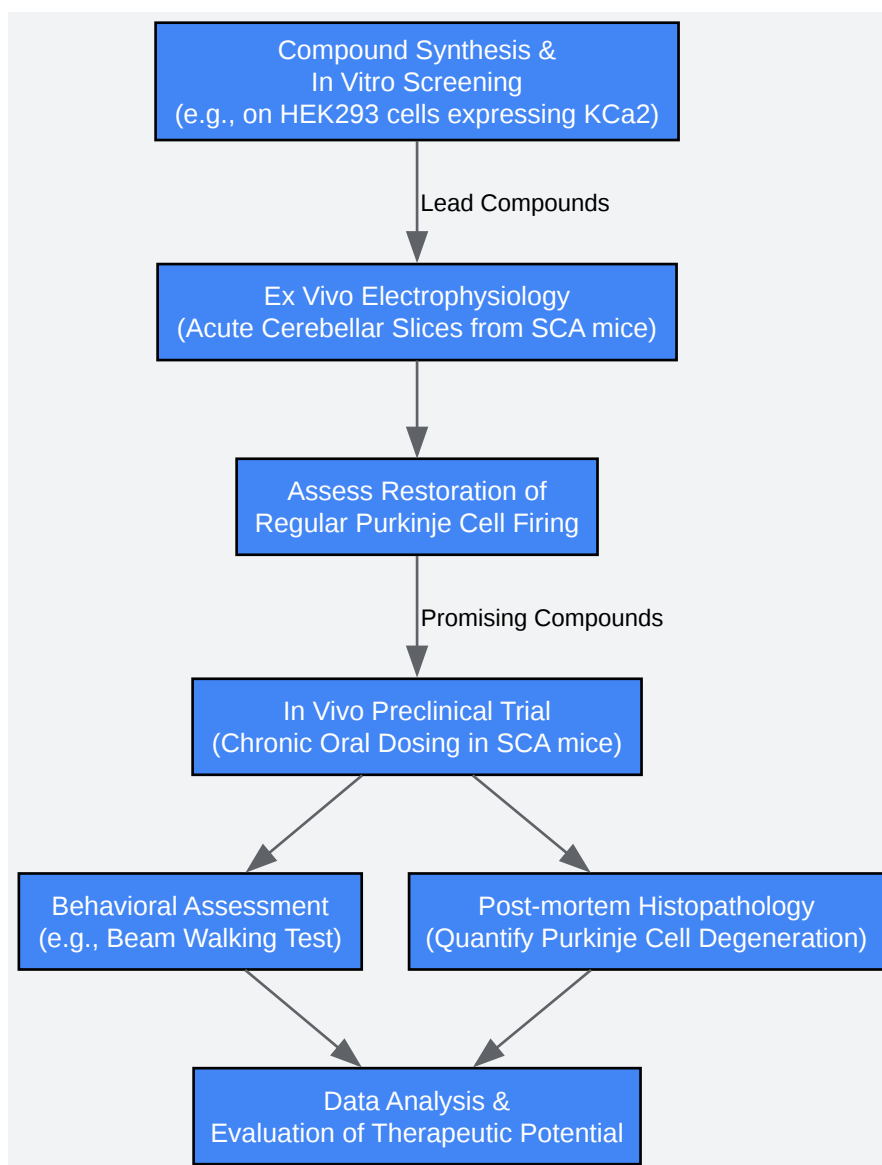 Compound Synthesis &
In Vitro Screening
(e.g., on HEK293 cells expressing KCa2)
Lead Compounds
Ex Vivo Electrophysiology
(Acute Cerebellar Slices from SCA mice)
Assess Restoration of
Regular Purkinje Cell Firing
Promising Compounds
In Vivo Preclinical Trial
(Chronic Oral Dosing in SCA mice)
Behavioral Assessment
(e.g., Beam Walking Test)
Post-mortem Histopathology
(Quantify Purkinje Cell Degeneration)
Data Analysis &
Evaluation of Therapeutic Potential